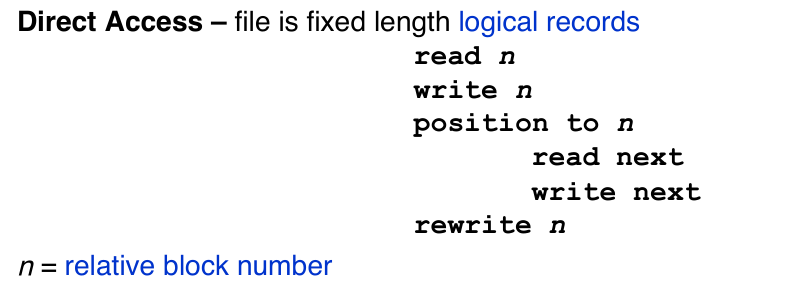 Direct Access – file is fixed length logical records
read n
write n
position to n
read next
write next
rewrite n
n = relative block number